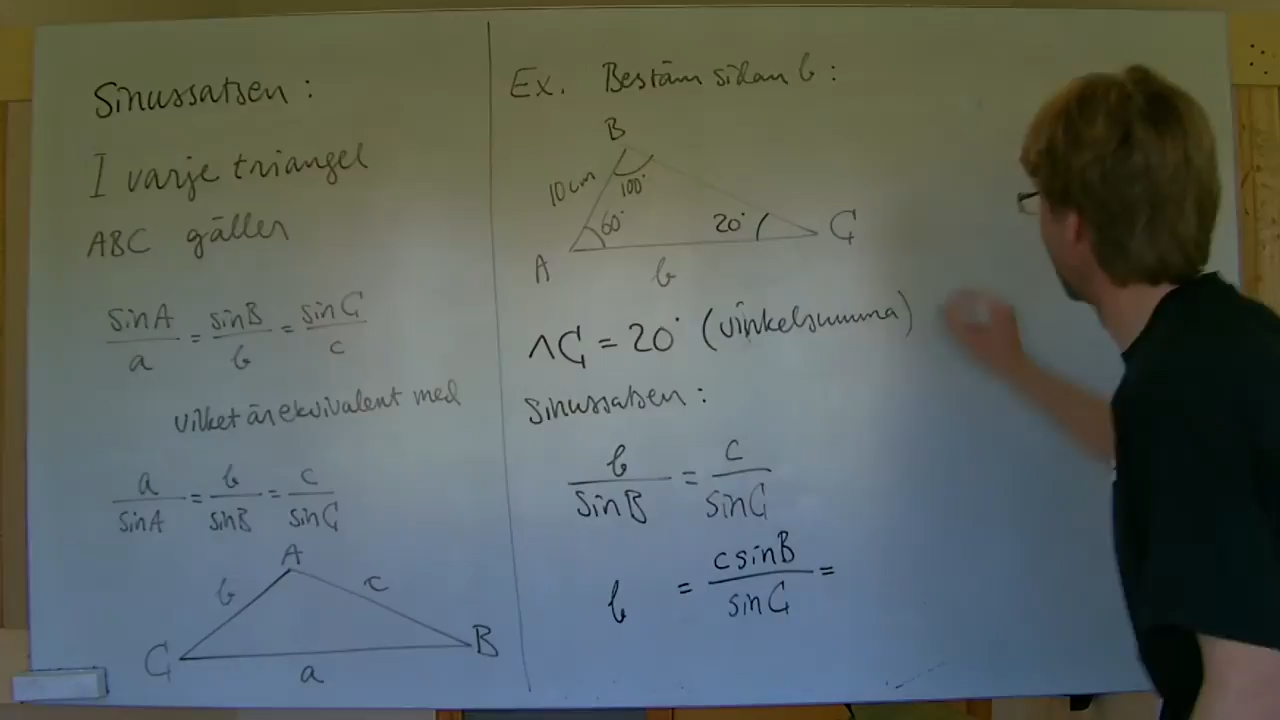 Sinussatsen:
I varje triangel
ABC gäller
sinA/a = sinB/b = sinC/c
vilket är ekvivalent med
a/sinA = b/sinB = c/sinC
A
b
c
C
B
a
Ex. Bestäm sidan b:
B
10 cm
100°
60°
20°
C
A
b
∧C = 20° (vinkelsumma)
Sinussatsen:
b/sinB = c/sinC
b = csinB/sinC =